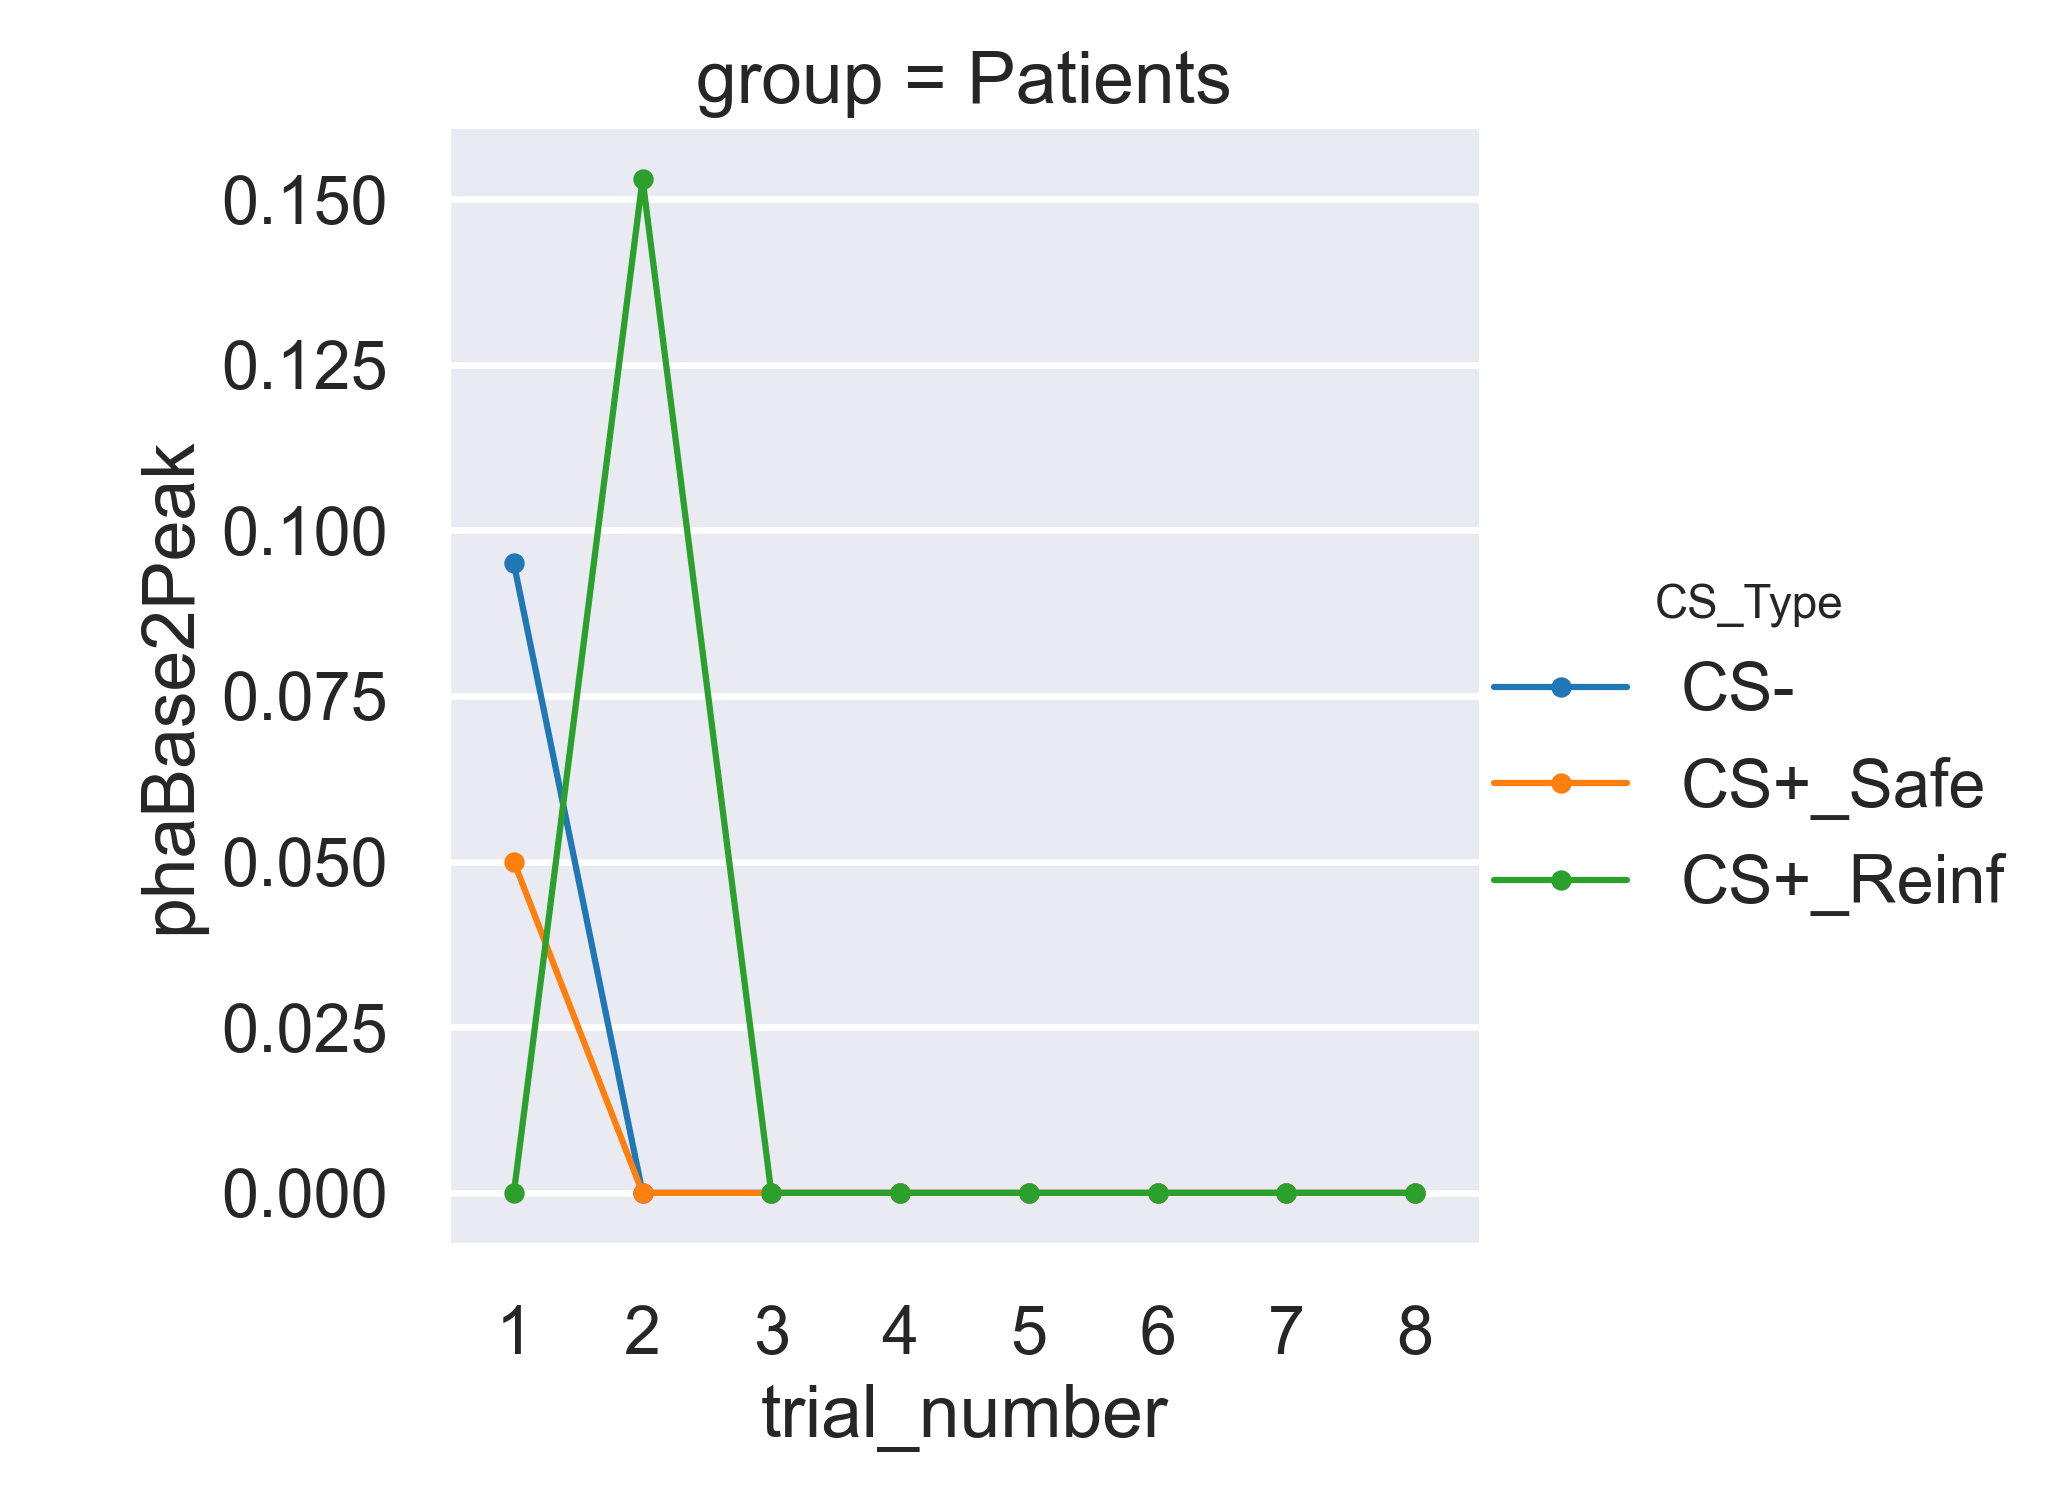 group = Patients
0.150
0.125
0.100
0.075
0.050
0.025
0.000
phaBase2Peak
1 2 3 4 5 6 7 8
trial_number
CS_Type
CS-
CS+_Safe
CS+_Reinf